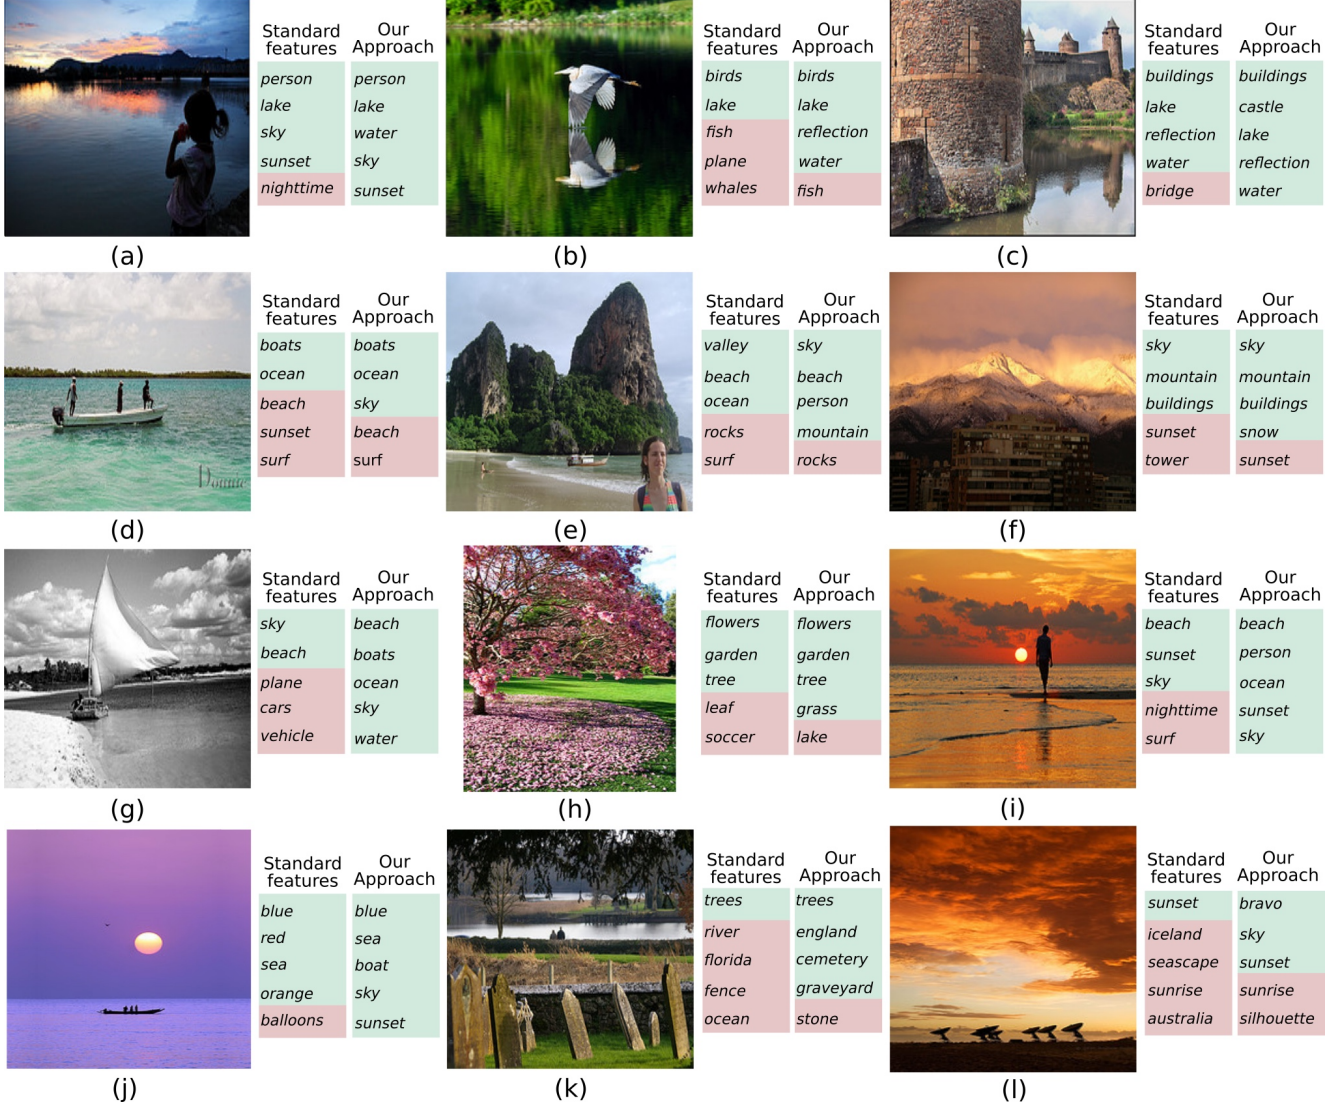 Standard features
Our Approach
person person
lake lake
sky water
sunset sky
nighttime sunset
(a)
Standard features
Our Approach
birds birds
lake lake
fish reflection
plane water
whales fish
(b)
Standard features
Our Approach
buildings buildings
lake castle
reflection lake
water reflection
bridge water
(c)
Standard features
Our Approach
boats boats
ocean ocean
beach sky
sunset beach
surf surf
(d)
Standard features
Our Approach
valley sky
beach beach
ocean person
rocks mountain
surf rocks
(e)
Standard features
Our Approach
sky sky
mountain mountain
buildings buildings
sunset snow
tower sunset
(f)
Standard features
Our Approach
sky beach
beach boats
plane ocean
cars sky
vehicle water
(g)
Standard features
Our Approach
flowers flowers
garden garden
tree tree
leaf grass
soccer lake
(h)
Standard features
Our Approach
beach beach
sunset person
sky ocean
nighttime sunset
surf sky
(i)
Standard features
Our Approach
blue blue
red sea
sea boat
orange sky
balloons sunset
(j)
Standard features
Our Approach
trees trees
river england
florida cemetery
fence graveyard
ocean stone
(k)
Standard features
Our Approach
sunset bravo
iceland sky
seascape sunset
sunrise sunrise
australia silhouette
(l)